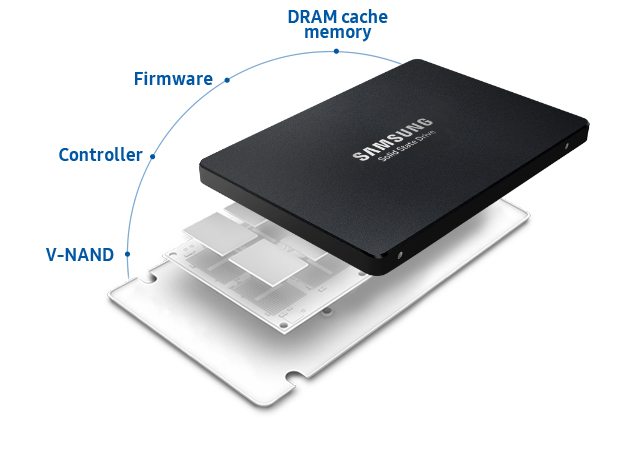 DRAM cache
memory
Firmware
Controller
V-NAND
SAMSUNG
Solid State Drive